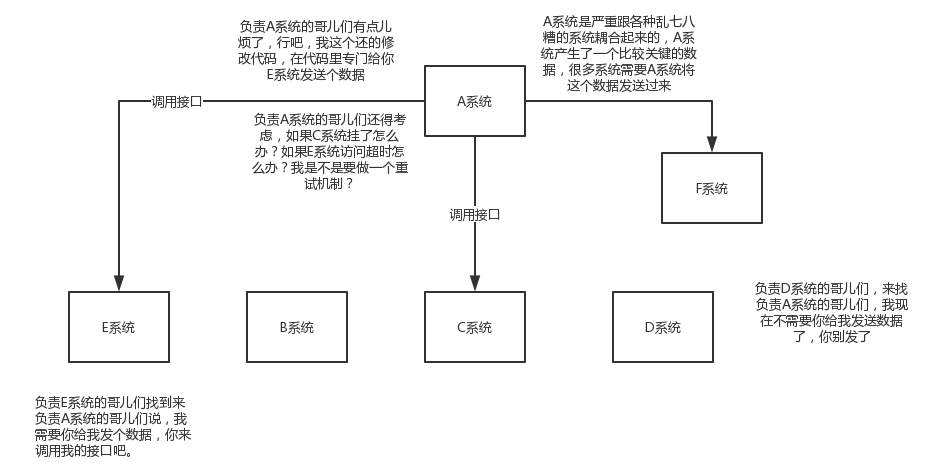 负责A系统的哥儿们有点儿
烦了，行吧，我这个还的修
改代码，在代码里专门给你
E系统发送个数据
A系统是严重跟各种乱七八
糟的系统耦合起来的，A系
统产生了一个比较关键的数
据，很多系统需要A系统将
这个数据发送过来
调用接口
A系统
负责A系统的哥儿们还得考
虑，如果C系统挂了怎么
办？如果E系统访问超时怎
么办？我是不是要做一个重
试机制？
F系统
调用接口
E系统
B系统
C系统
D系统
负责D系统的哥儿们，来找
负责A系统的哥儿们，我现
在不需要你给我发送数据
了，你别发了
负责E系统的哥儿们找到来
负责A系统的哥儿们说，我
需要你给我发个数据，你来
调用我的接口吧。